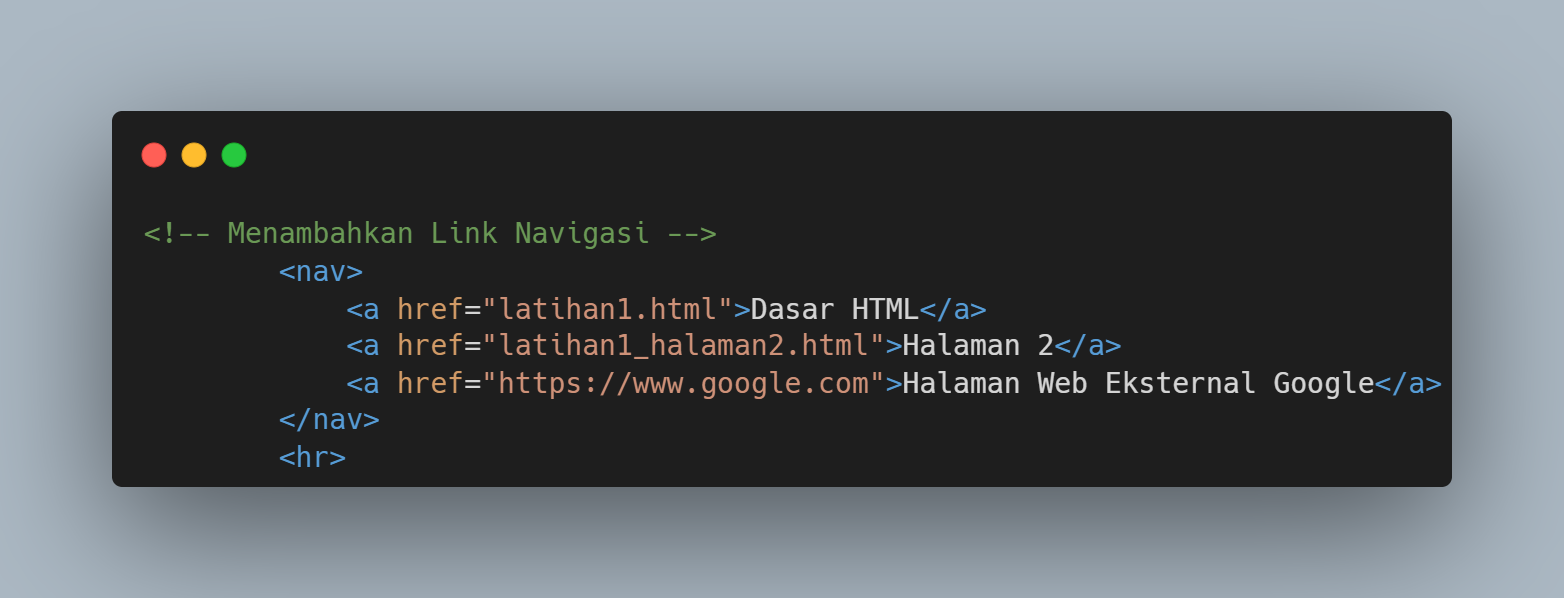 <!-- Menambahkan Link Navigasi -->
<nav>
<a href="latihan1.html">Dasar HTML</a>
<a href="latihan1_halaman2.html">Halaman 2</a>
<a href="https://www.google.com">Halaman Web Eksternal Google</a>
</nav>
<hr>